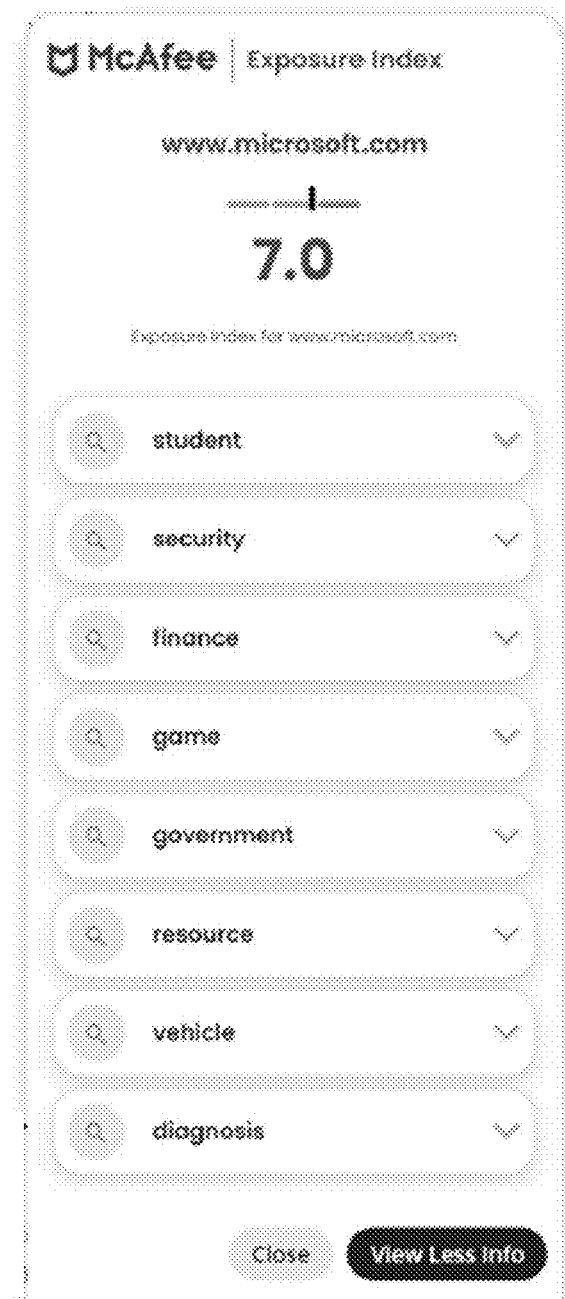 McAfee | Exposure Index
www.microsoft.com
7.0
Exposure Index for www.microsoft.com
student
security
finance
game
government
resource
vehicle
diagnosis
Close
View Less Info